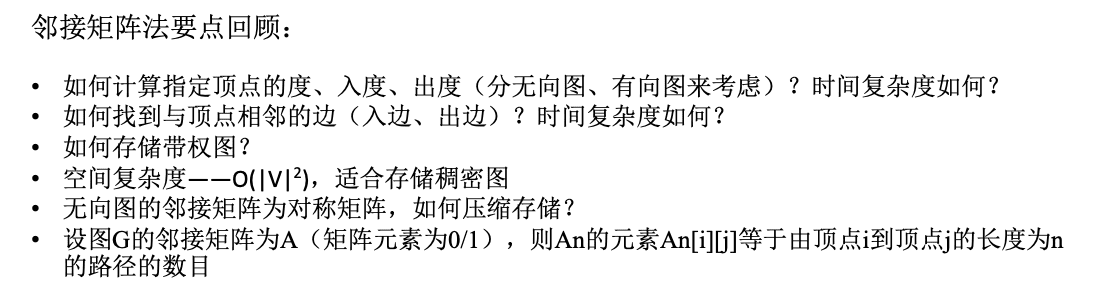 邻接矩阵法要点回顾：
• 如何计算指定顶点的度、入度、出度（分无向图、有向图来考虑）？时间复杂度如何？
• 如何找到与顶点相邻的边（入边、出边）？时间复杂度如何？
• 如何存储带权图？
• 空间复杂度——O(|V|²)，适合存储稠密图
• 无向图的邻接矩阵为对称矩阵，如何压缩存储？
• 设图G的邻接矩阵为A（矩阵元素为0/1），则An的元素An[i][j]等于由顶点i到顶点j的长度为n
的路径的数目